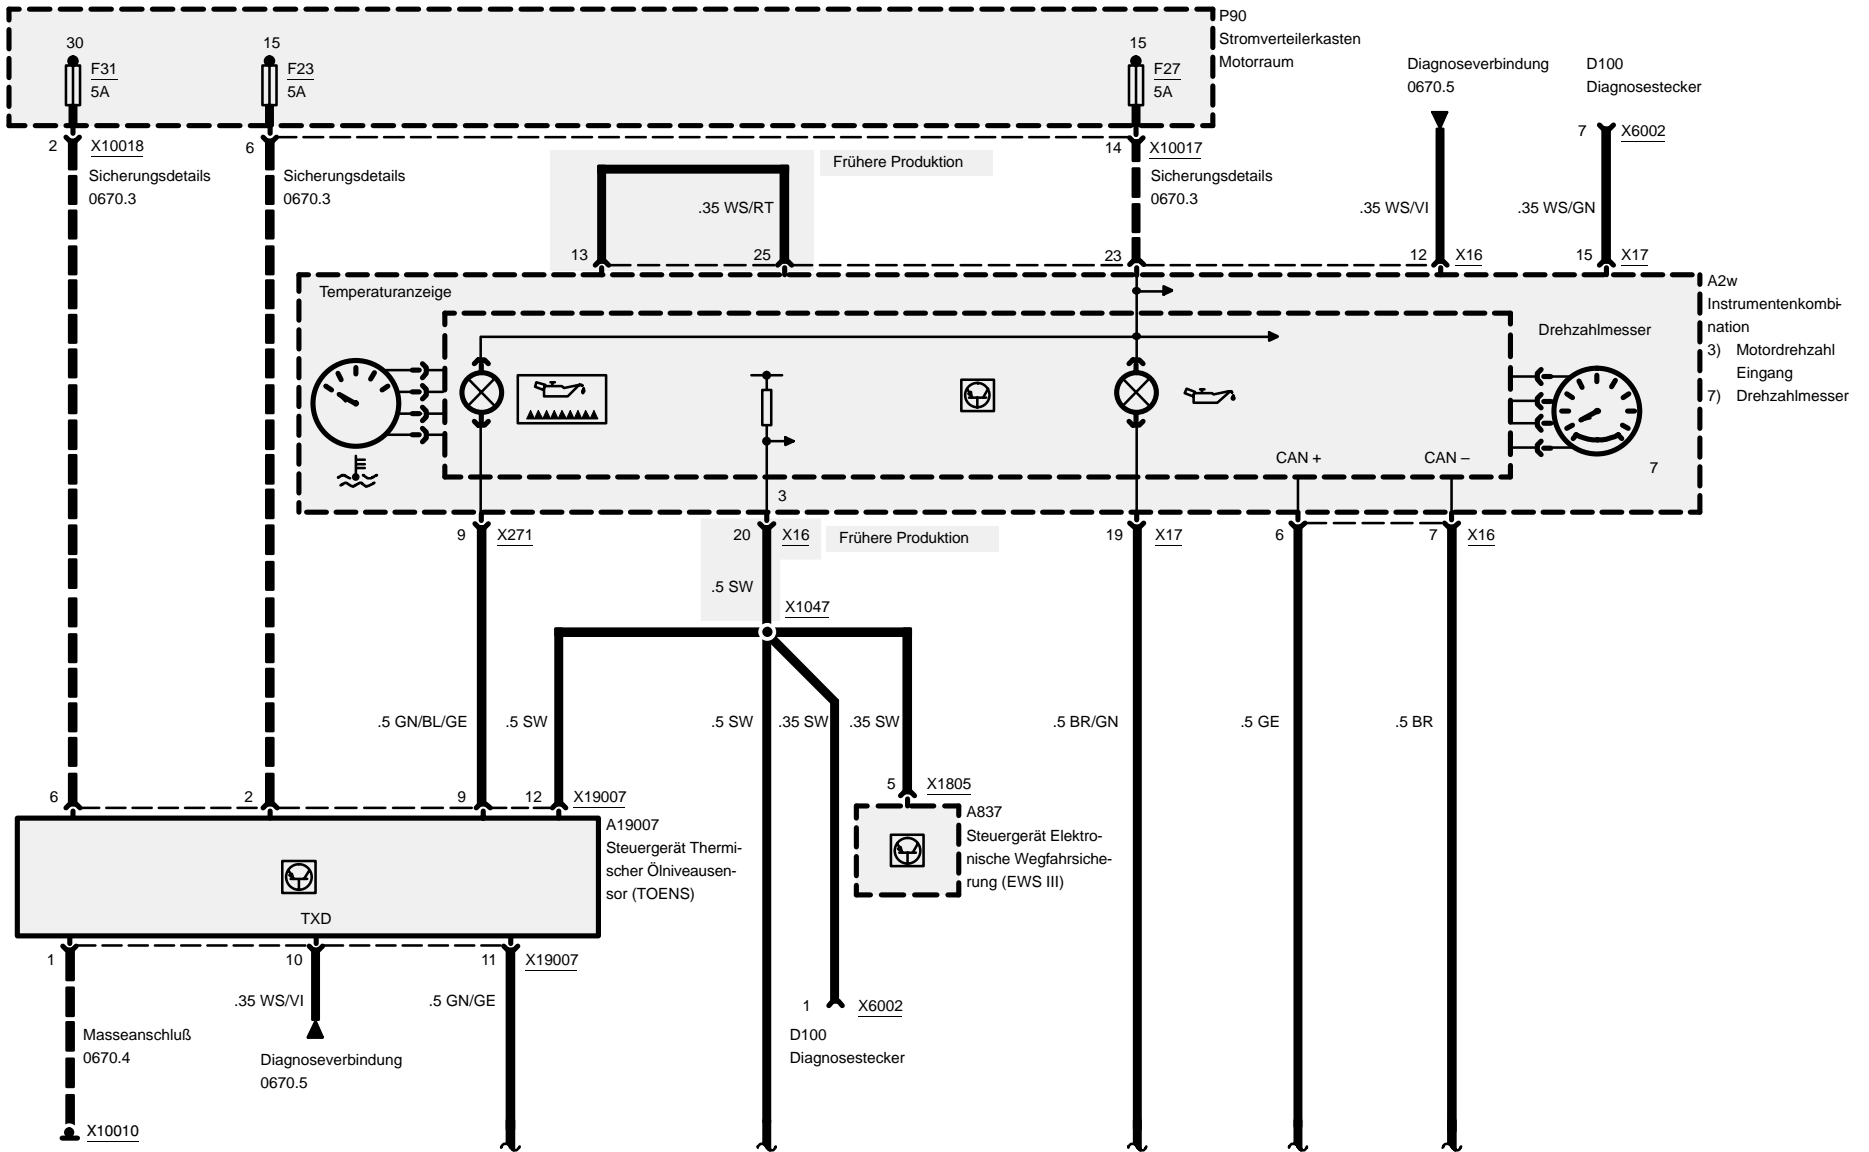 P90
Stromverteilerkasten
Motorraum
30
F31
5A
15
F23
5A
15
F27
5A
Diagnoseverbindung
0670.5
D100
Diagnosestecker
2
X10018
6
14
X10017
7
X6002
Sicherungsdetails
0670.3
Sicherungsdetails
0670.3
Frühere Produktion
Sicherungsdetails
0670.3
.35 WS/RT
.35 WS/VI
.35 WS/GN
13
25
23
12
X16
15
X17
Temperaturanzeige
Drehzahlmesser
A2w
Instrumentenkombi-
nation
3) Motordrehzahl
Eingang
7) Drehzahlmesser
CAN +
CAN –
7
3
9
X271
20
X16
Frühere Produktion
19
X17
6
7
X16
.5 SW
X1047
.5 GN/BL/GE
.5 SW
.5 SW
.35 SW
.35 SW
.5 BR/GN
.5 GE
.5 BR
6
2
9
12
X19007
5
X1805
A19007
Steuergerät Thermi-
scher Ölniveausen-
sor (TOENS)
A837
Steuergerät Elektro-
nische Wegfahrsiche-
rung (EWS III)
TXD
1
10
11
X19007
.35 WS/VI
.5 GN/GE
1
X6002
D100
Diagnosestecker
Masseanschluß
0670.4
Diagnoseverbindung
0670.5
X10010